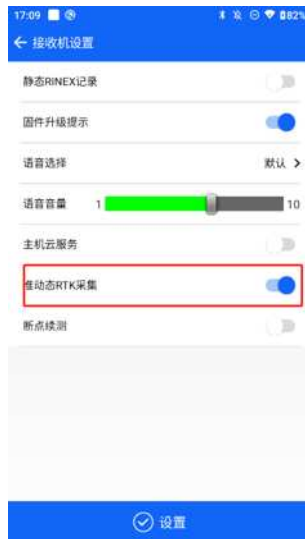 17:09 82%
接收机设置
静态RINEX记录
固件升级提示
语音选择 默认
语音音量 1 10
主机云服务
准动态RTK采集
断点续测
设置